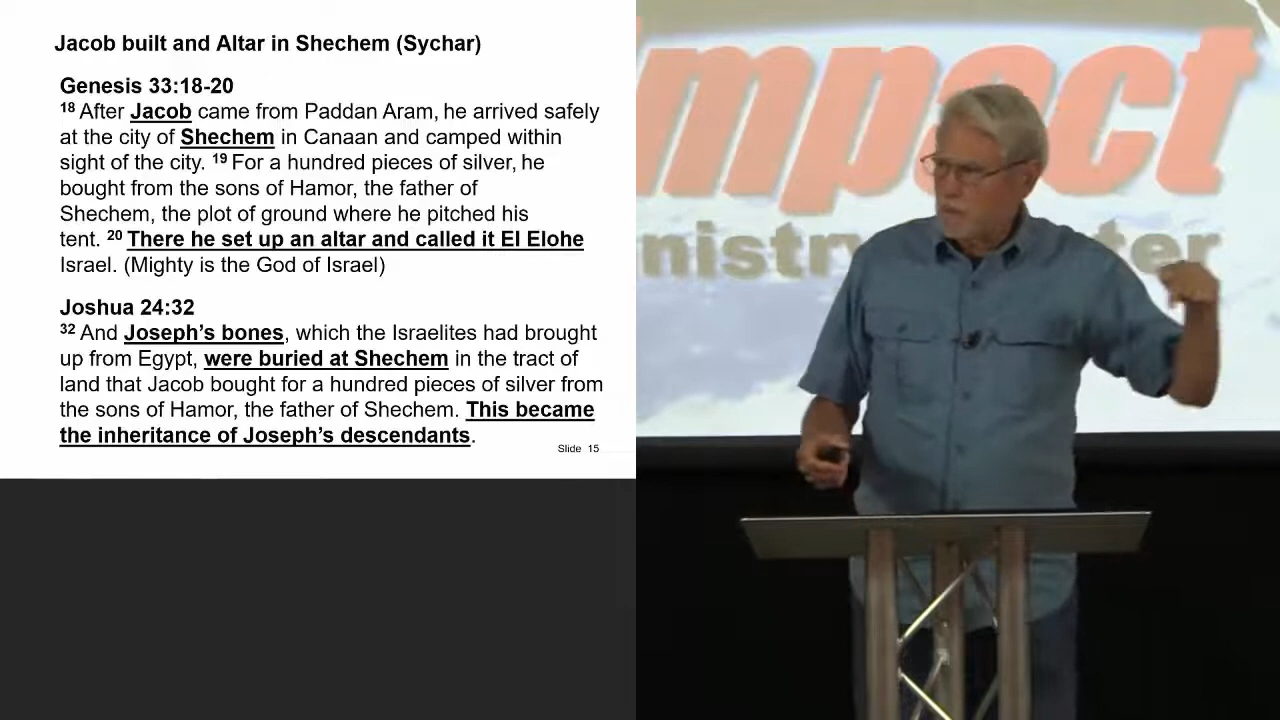 Jacob built and Altar in Shechem (Sychar)
Genesis 33:18-20
18 After Jacob came from Paddan Aram, he arrived safely
at the city of Shechem in Canaan and camped within
sight of the city. 19 For a hundred pieces of silver, he
bought from the sons of Hamor, the father of
Shechem, the plot of ground where he pitched his
tent. 20 There he set up an altar and called it El Elohe
Israel. (Mighty is the God of Israel)
Joshua 24:32
32 And Joseph’s bones, which the Israelites had brought
up from Egypt, were buried at Shechem in the tract of
land that Jacob bought for a hundred pieces of silver from
the sons of Hamor, the father of Shechem. This became
the inheritance of Joseph’s descendants.
Slide 15
impact